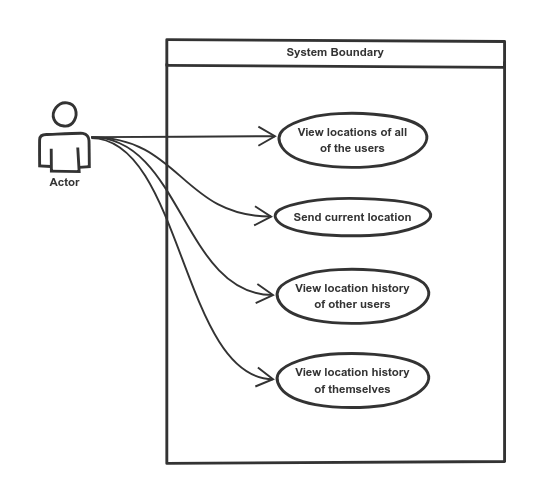 System Boundary
View locations of all
of the users
Actor
Send current location
View location history
of other users
View location history
of themselves